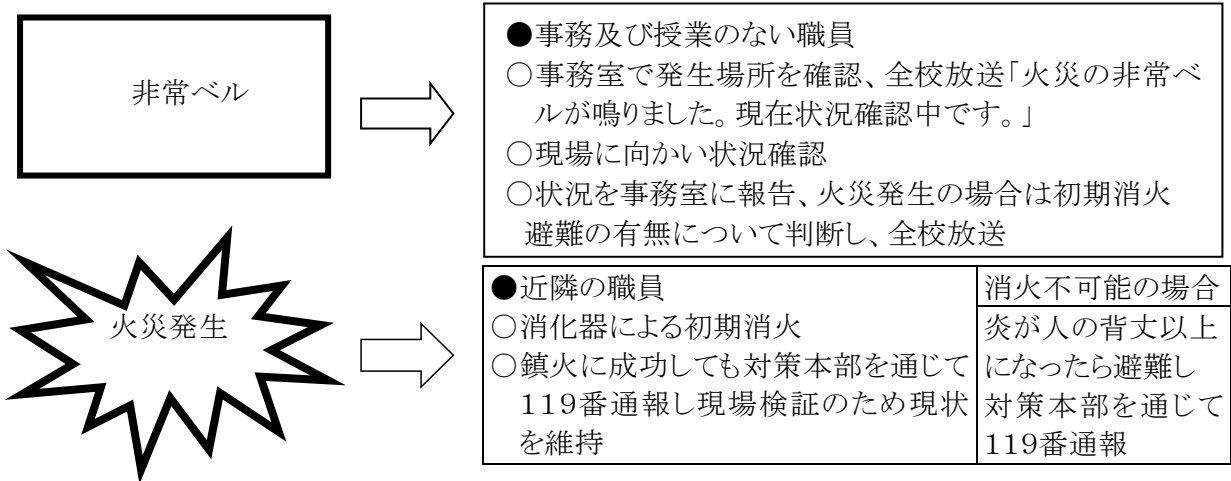 非常ベル
●事務及び授業のない職員
○事務室で発生場所を確認、全校放送「火災の非常ベ
ルが鳴りました。現在状況確認中です。」
○現場に向かい状況確認
○状況を事務室に報告、火災発生の場合は初期消火
避難の有無について判断し、全校放送
火災発生
●近隣の職員
○消化器による初期消火
○鎮火に成功しても対策本部を通じて
119番通報し現場検証のため現状
を維持
消火不可能の場合
炎が人の背丈以上
になったら避難し
対策本部を通じて
119番通報